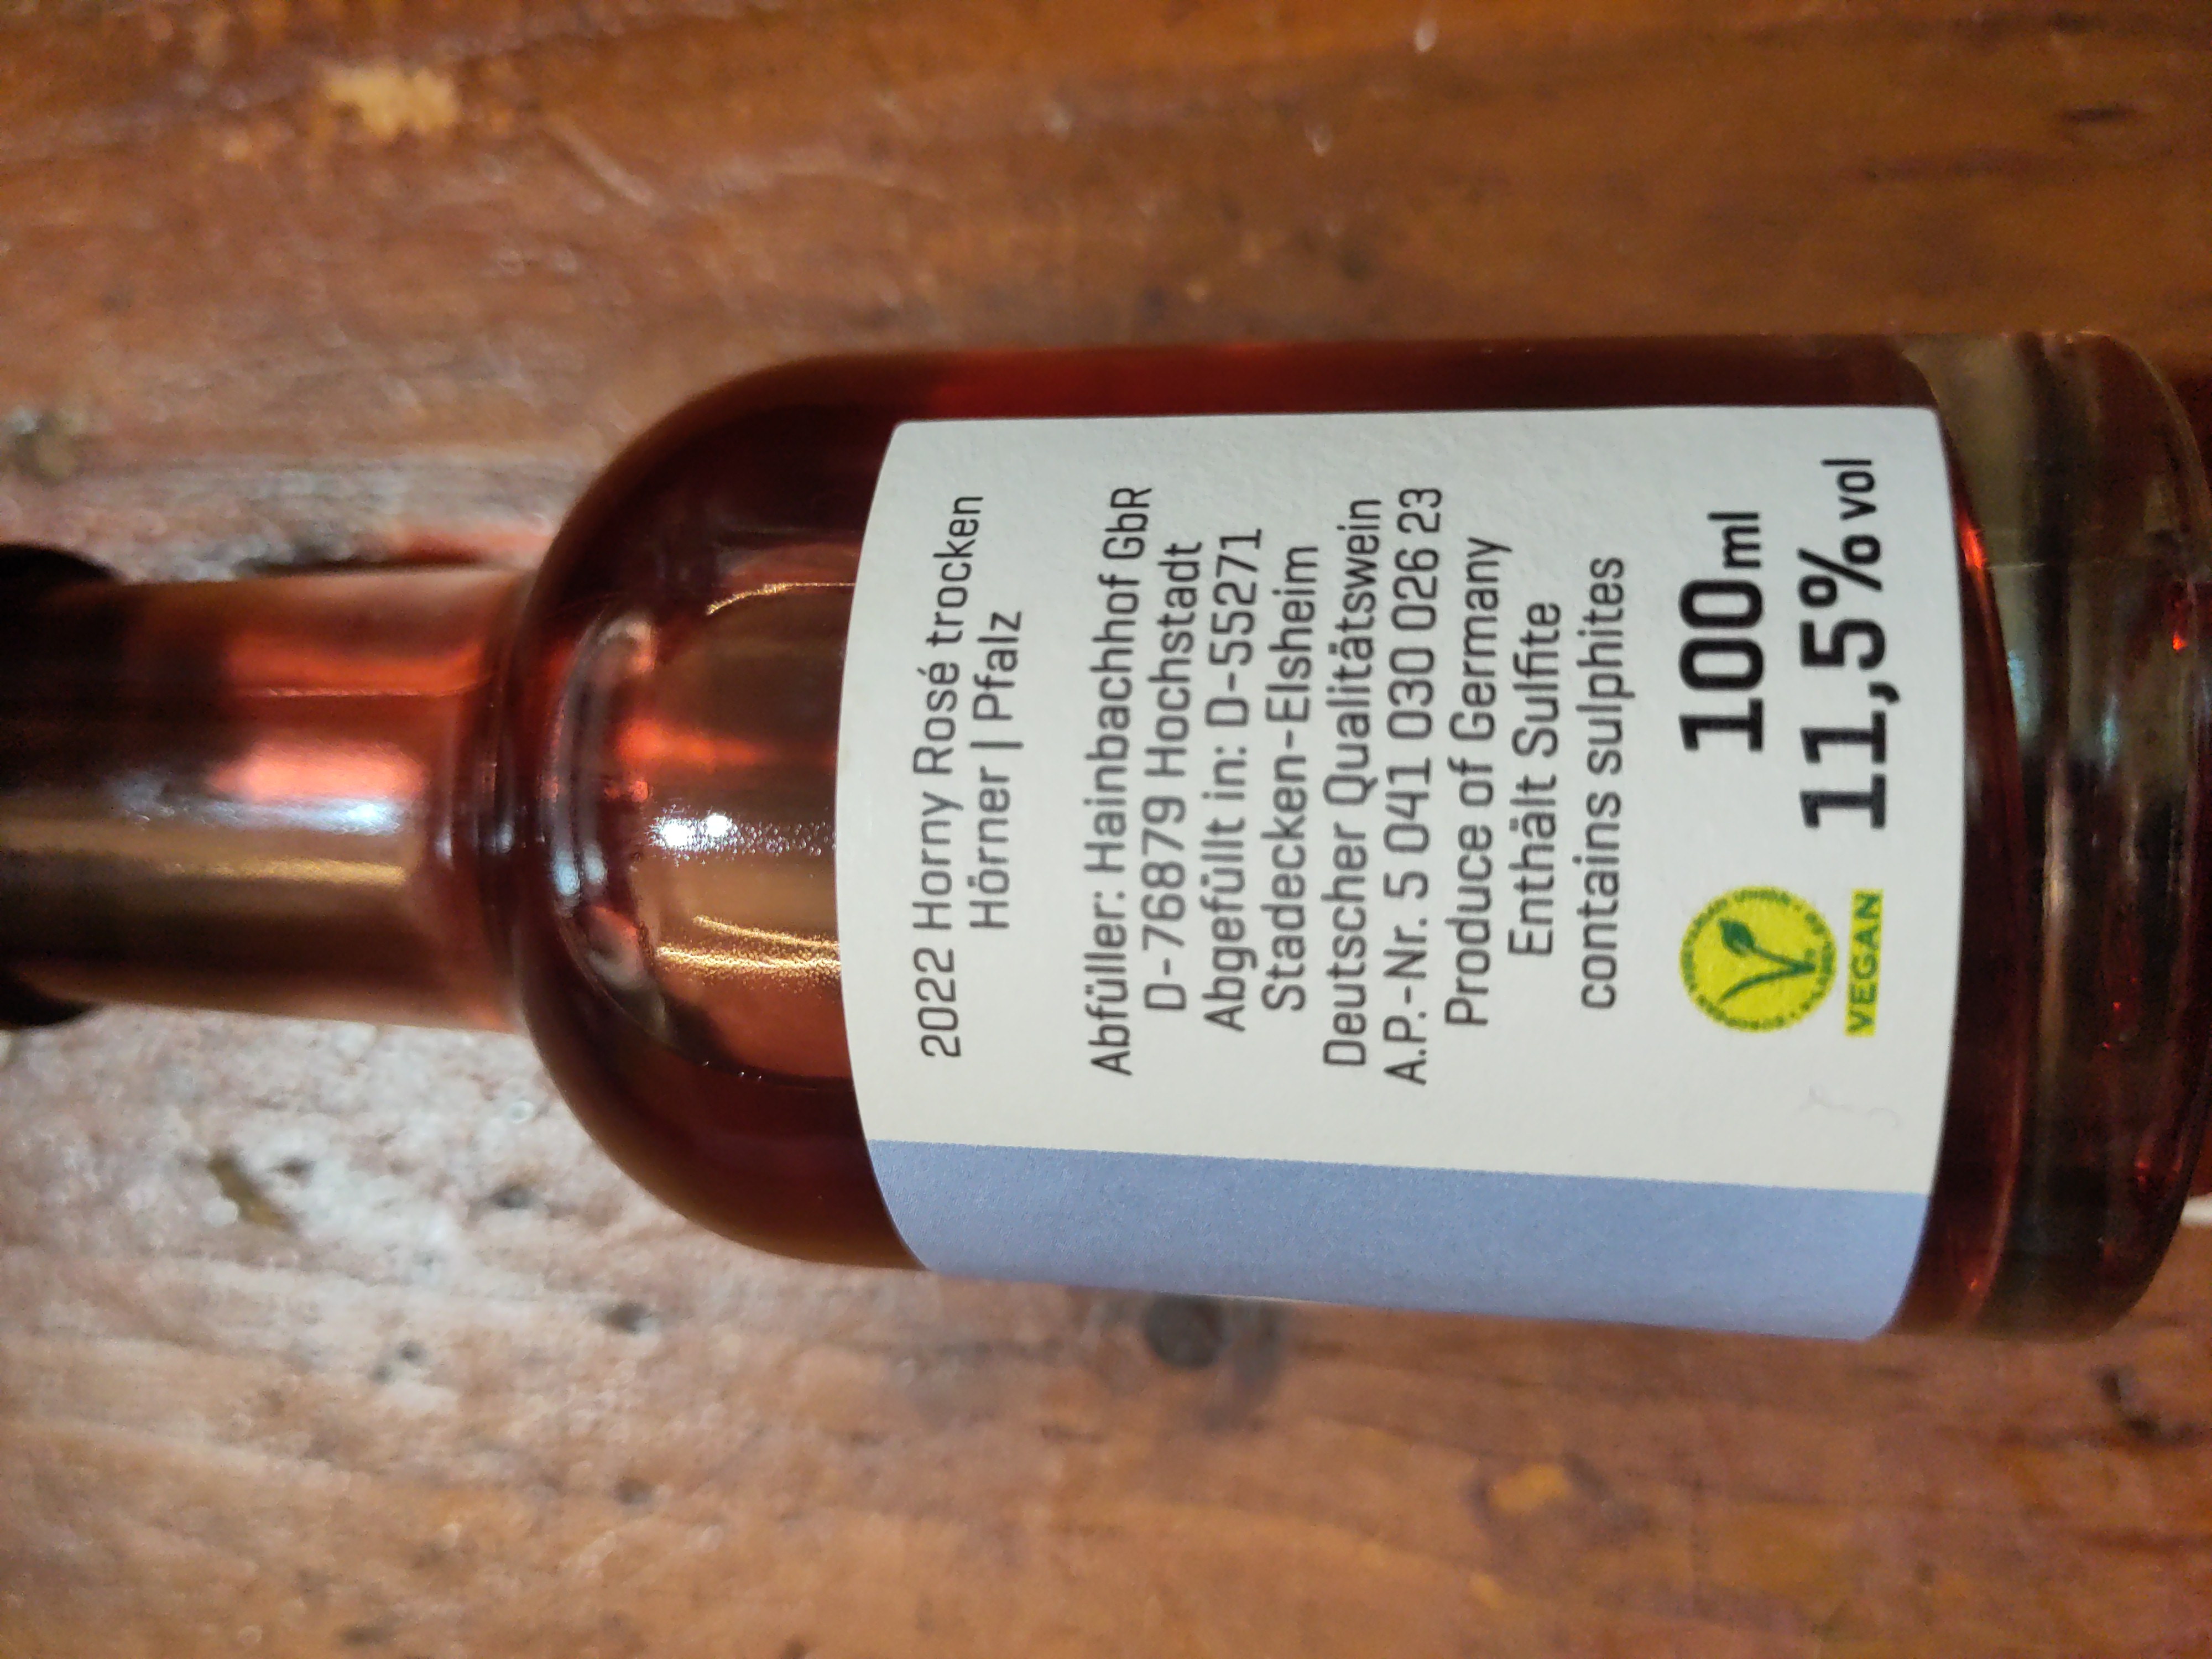 2022 Horny Rosé trocken
Hörner | Pfalz
Abfüller: Hainbachhof GbR
D-76879 Hochstadt
Abgefüllt in: D-55271
Stadecken-Elsheim
Deutscher Qualitätswein
A.P.-Nr. 5 041 030 026 23
Produce of Germany
Enthält Sulfite
contains sulphites
100ml
11,5% vol
VEGAN